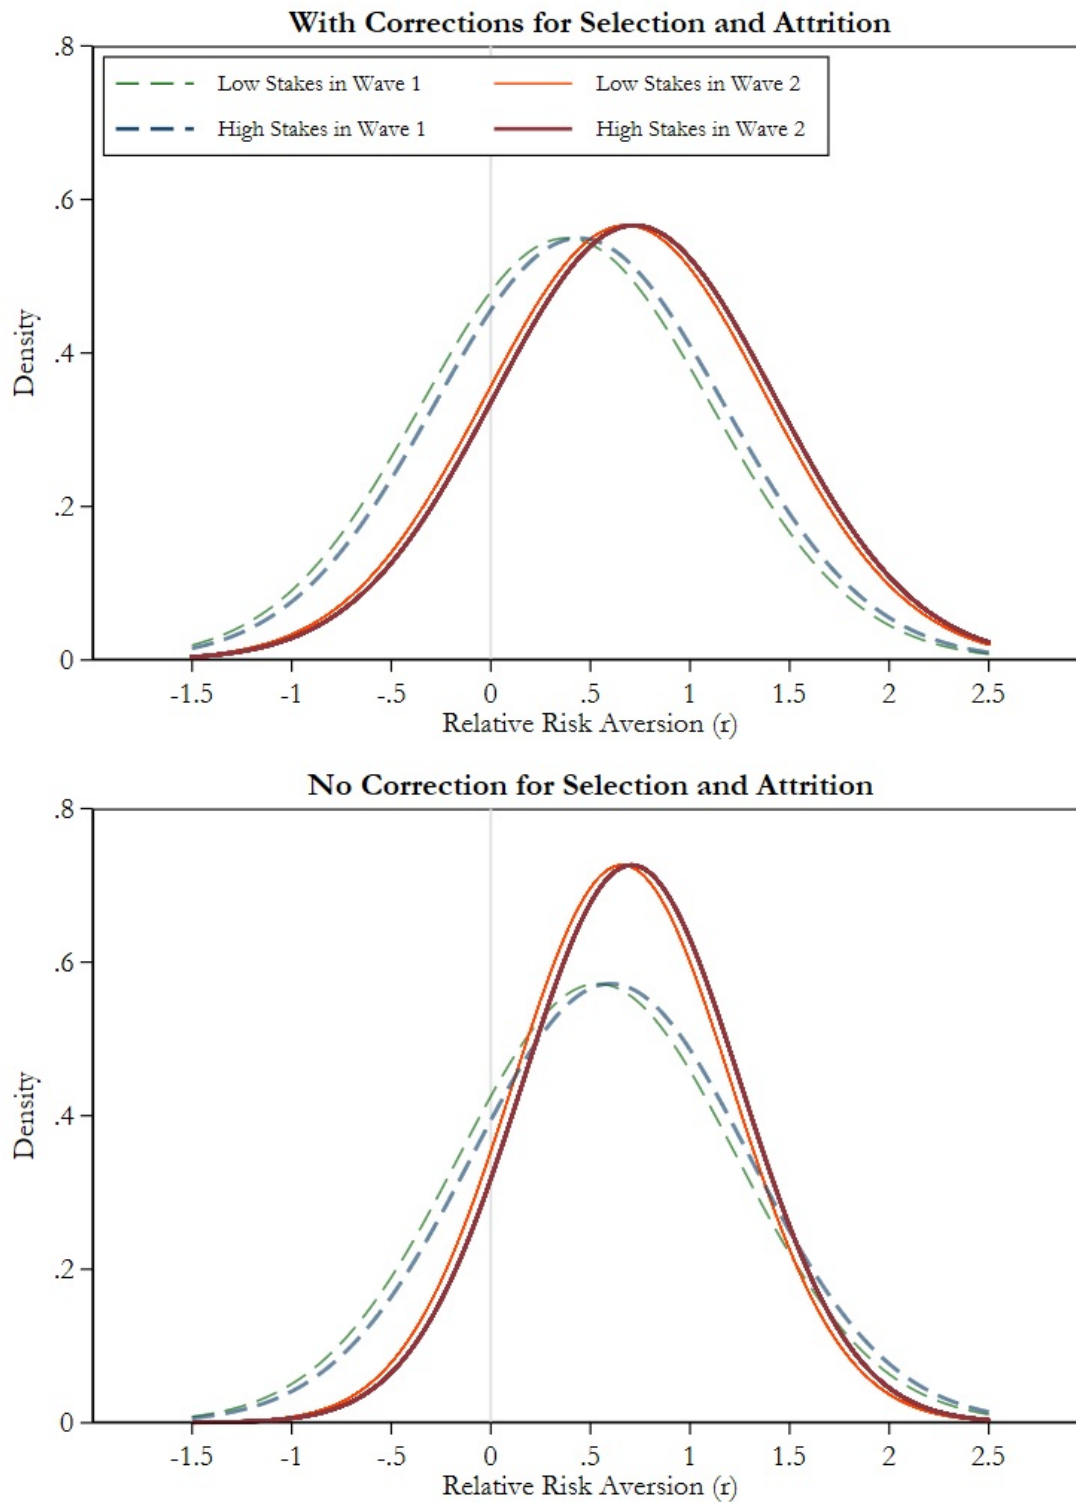 With Corrections for Selection and Attrition
.8
Low Stakes in Wave 1
Low Stakes in Wave 2
High Stakes in Wave 1
High Stakes in Wave 2
.6
.4
.2
0
Density
-1.5 -1 -.5 0 .5 1 1.5 2 2.5
Relative Risk Aversion (r)
No Correction for Selection and Attrition
.8
.6
.4
.2
0
Density
-1.5 -1 -.5 0 .5 1 1.5 2 2.5
Relative Risk Aversion (r)